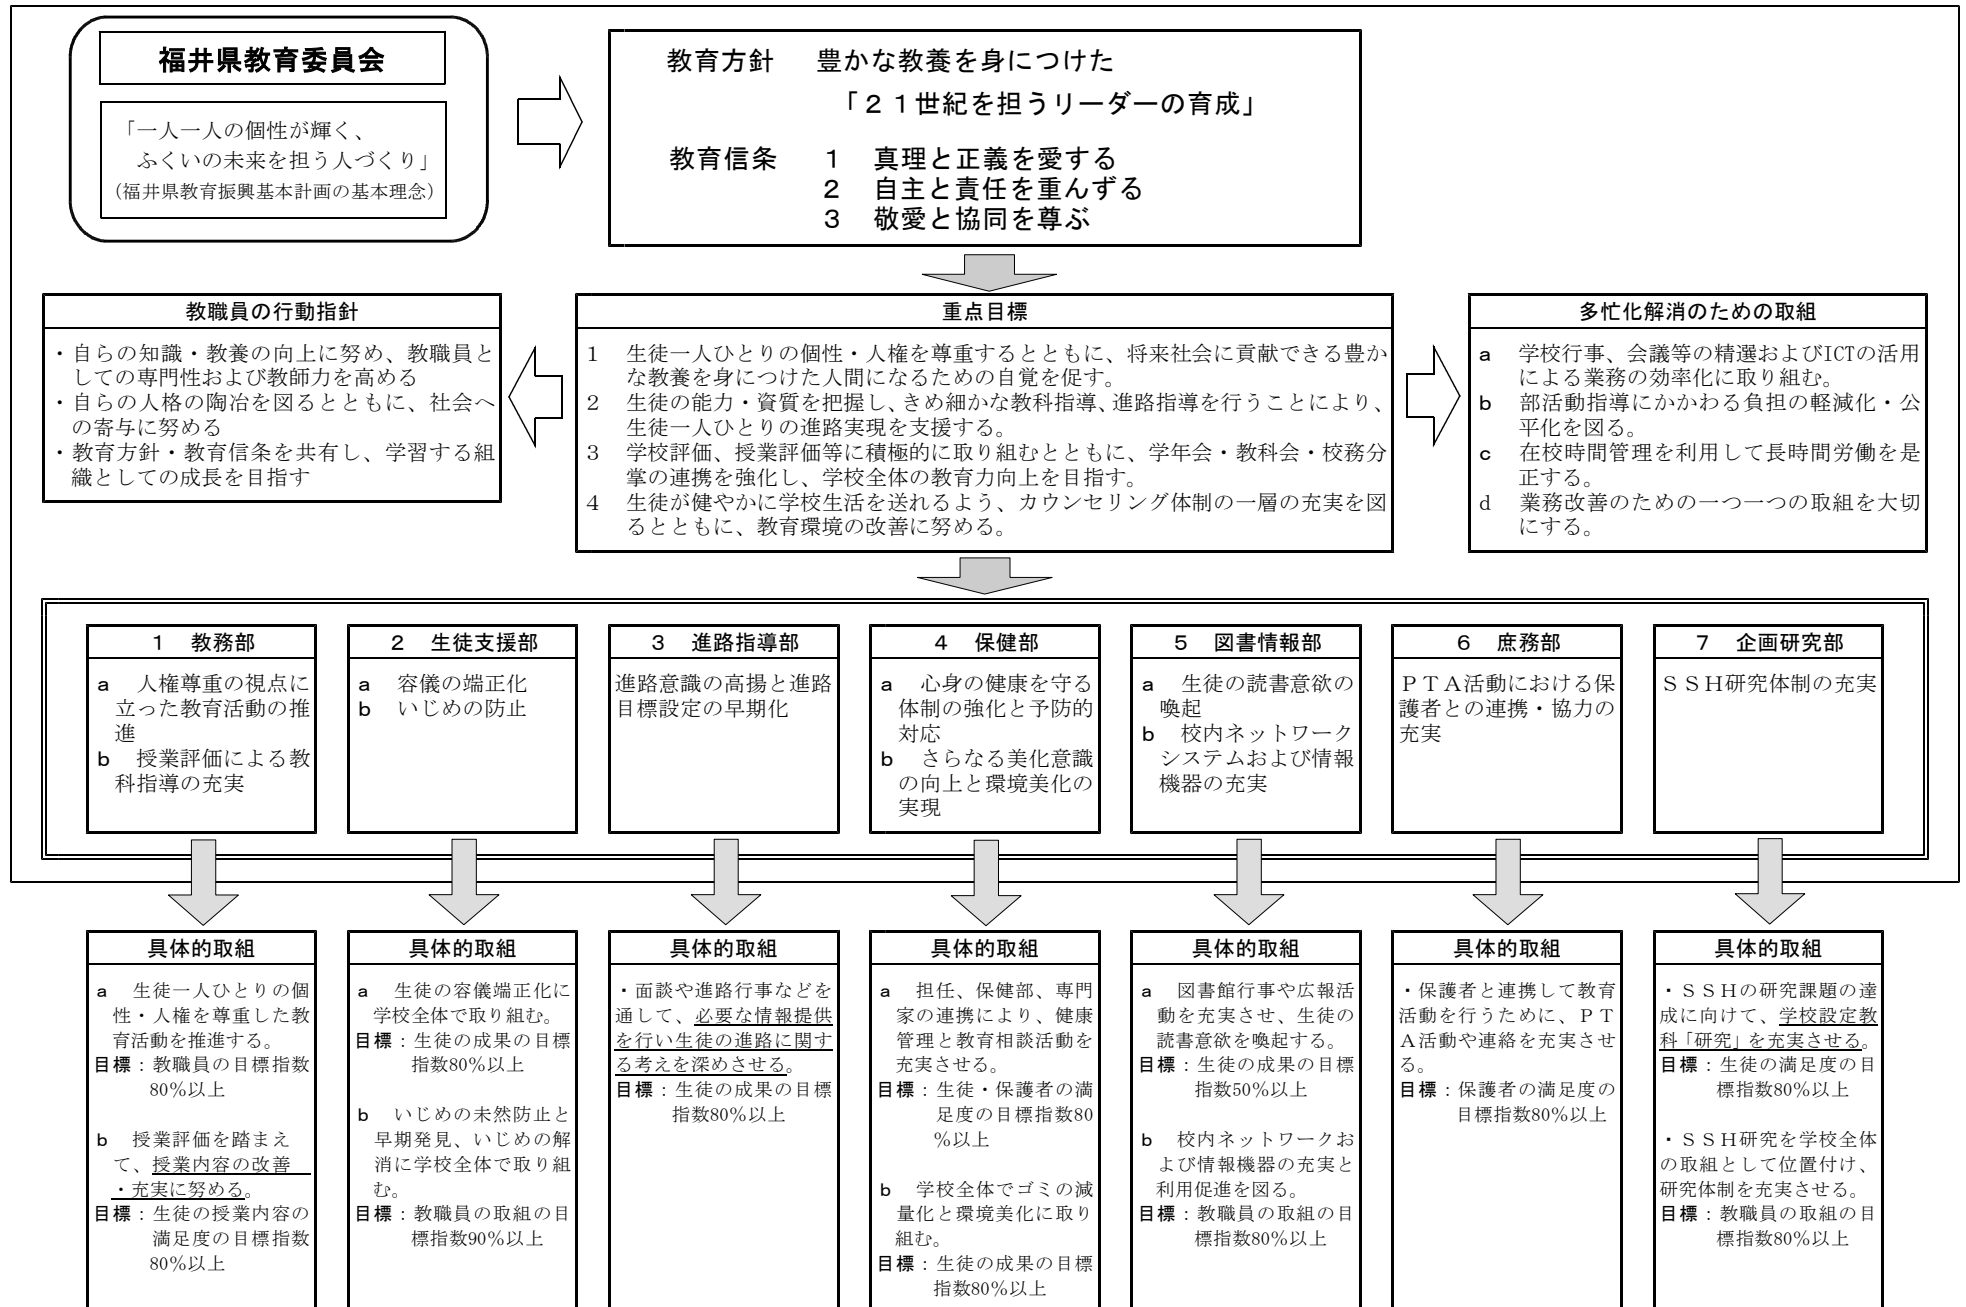 福井県教育委員会
「一人一人の個性が輝く、
ふくいの未来を担う人づくり」
(福井県教育振興基本計画の基本理念)
教育方針　豊かな教養を身につけた
「２１世紀を担うリーダーの育成」
教育信条　１　真理と正義を愛する
２　自主と責任を重んずる
３　敬愛と協同を尊ぶ
教職員の行動指針
・自らの知識・教養の向上に努め、教職員と
しての専門性および教師力を高める
・自らの人格の陶冶を図るとともに、社会へ
の寄与に努める
・教育方針・教育信条を共有し、学習する組
織としての成長を目指す
重点目標
1　生徒一人ひとりの個性・人権を尊重するとともに、将来社会に貢献できる豊か
な教養を身につけた人間になるための自覚を促す。
2　生徒の能力・資質を把握し、きめ細かな教科指導、進路指導を行うことにより、
生徒一人ひとりの進路実現を支援する。
3　学校評価、授業評価等に積極的に取り組むとともに、学年会・教科会・校務分
掌の連携を強化し、学校全体の教育力向上を目指す。
4　生徒が健やかに学校生活を送れるよう、カウンセリング体制の一層の充実を図
るとともに、教育環境の改善に努める。
多忙化解消のための取組
a　学校行事、会議等の精選およびICTの活用
による業務の効率化に取り組む。
b　部活動指導にかかわる負担の軽減化・公
平化を図る。
c　在校時間管理を利用して長時間労働を是
正する。
d　業務改善のための一つ一つの取組を大切
にする。
１　教務部
a　人権尊重の視点に
立った教育活動の推
進
b　授業評価による教
科指導の充実
２　生徒支援部
a　容儀の端正化
b　いじめの防止
３　進路指導部
進路意識の高揚と進路
目標設定の早期化
４　保健部
a　心身の健康を守る
体制の強化と予防的
対応
b　さらなる美化意識
の向上と環境美化の
実現
５　図書情報部
a　生徒の読書意欲の
喚起
b　校内ネットワーク
システムおよび情報
機器の充実
６　庶務部
ＰＴＡ活動における保
護者との連携・協力の
充実
７　企画研究部
ＳＳＨ研究体制の充実
具体的取組
a　生徒一人ひとりの個
性・人権を尊重した教
育活動を推進する。
目標：教職員の目標指数
80％以上
b　授業評価を踏まえ
て、授業内容の改善
・充実に努める。
目標：生徒の授業内容の
満足度の目標指数
80％以上
具体的取組
a　生徒の容儀端正化に
学校全体で取り組む。
目標：生徒の成果の目標
指数80％以上
b　いじめの未然防止と
早期発見、いじめの解
消に学校全体で取り組
む。
目標：教職員の取組の目
標指数90％以上
具体的取組
・面談や進路行事などを
通して、必要な情報提供
を行い生徒の進路に関す
る考えを深めさせる。
目標：生徒の成果の目標
指数80％以上
具体的取組
a　担任、保健部、専門
家の連携により、健康
管理と教育相談活動を
充実させる。
目標：生徒・保護者の満
足度の目標指数80
％以上
b　学校全体でゴミの減
量化と環境美化に取り
組む。
目標：生徒の成果の目標
指数80％以上
具体的取組
a　図書館行事や広報活
動を充実させ、生徒の
読書意欲を喚起する。
目標：生徒の成果の目標
指数50％以上
b　校内ネットワークお
よび情報機器の充実と
利用促進を図る。
目標：教職員の取組の目
標指数80％以上
具体的取組
・保護者と連携して教育
活動を行うために、ＰＴ
Ａ活動や連絡を充実させ
る。
目標：保護者の満足度の
目標指数80％以上
具体的取組
・ＳＳＨの研究課題の達
成に向けて、学校設定教
科「研究」を充実させる。
目標：生徒の満足度の目
標指数80％以上
・ＳＳＨ研究を学校全体
の取組として位置付け、
研究体制を充実させる。
目標：教職員の取組の目
標指数80％以上